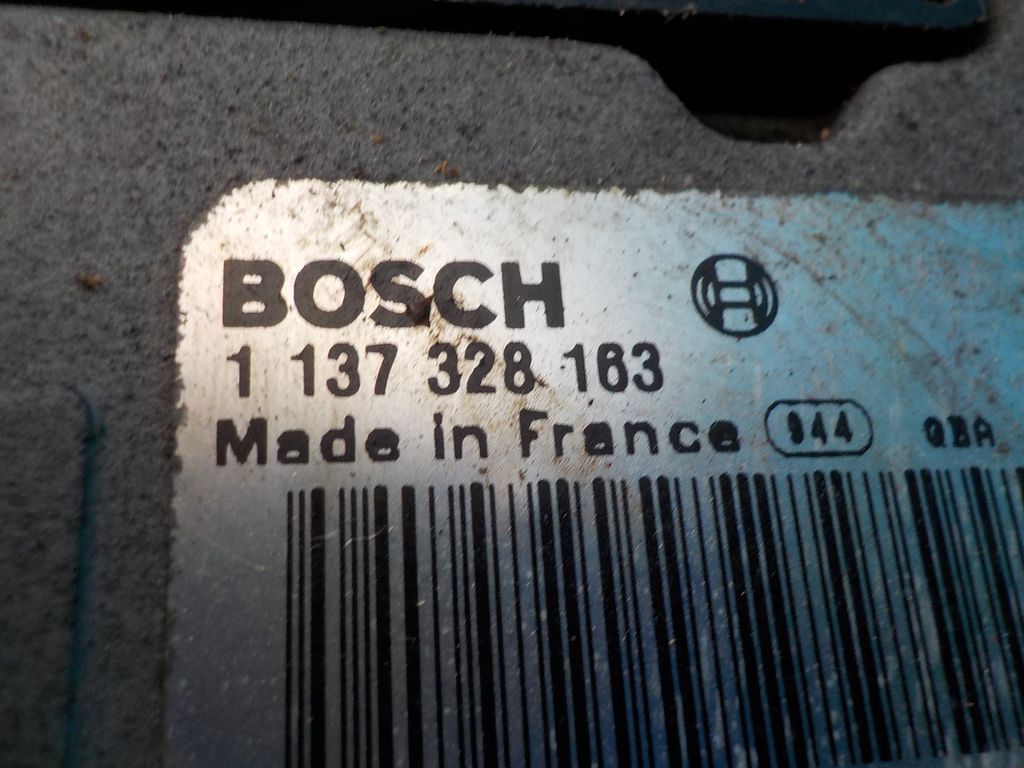 BOSCH
1 137 328 163
Made in France 944 QBA